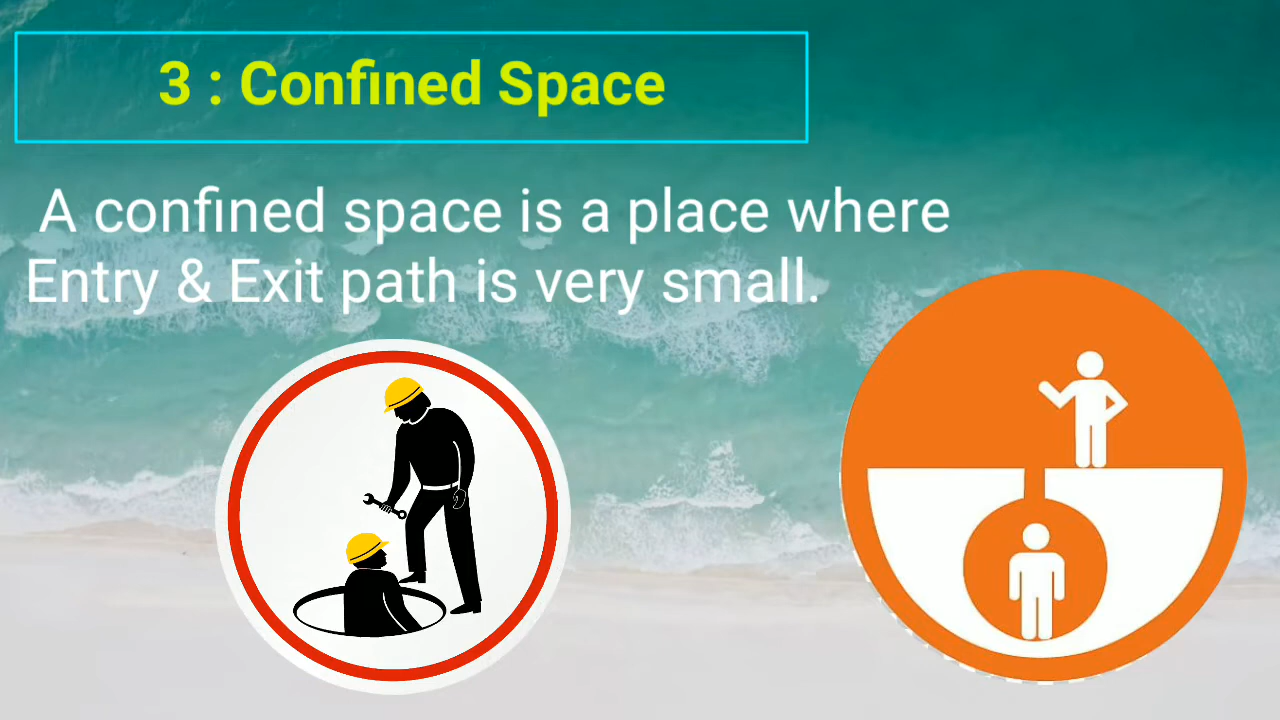 3 : Confined Space
A confined space is a place where
Entry & Exit path is very small.